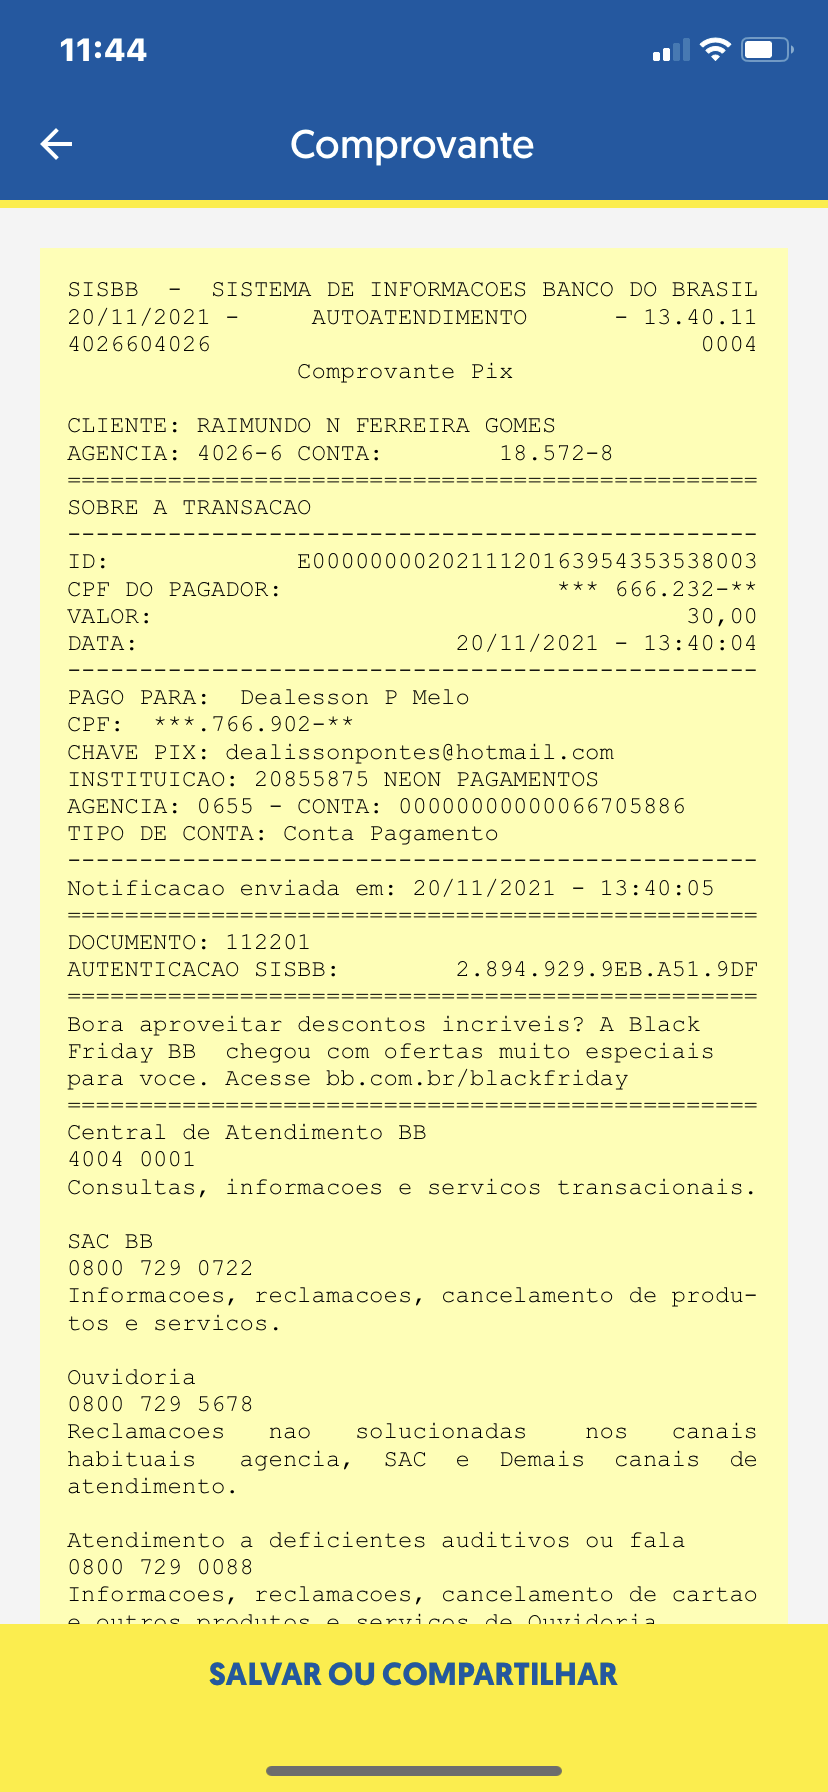 11:44
Comprovante
SISBB - SISTEMA DE INFORMACOES BANCO DO BRASIL
20/11/2021 - AUTOATENDIMENTO - 13.40.11
4026604026 0004
Comprovante Pix
CLIENTE: RAIMUNDO N FERREIRA GOMES
AGENCIA: 4026-6 CONTA: 18.572-8
================================================
SOBRE A TRANSACAO
------------------------------------------------
ID: E00000000202111201639543535​38003
CPF DO PAGADOR: *** 666.232-**
VALOR: 30,00
DATA: 20/11/2021 - 13:40:04
------------------------------------------------
PAGO PARA: Dealesson P Melo
CPF: ***.766.902-**
CHAVE PIX: dealissonpontes@hotmail.com
INSTITUICAO: 20855875 NEON PAGAMENTOS
AGENCIA: 0655 - CONTA: 00000000000066705886
TIPO DE CONTA: Conta Pagamento
------------------------------------------------
Notificacao enviada em: 20/11/2021 - 13:40:05
================================================
DOCUMENTO: 112201
AUTENTICACAO SISBB: 2.894.929.9EB.A51.9DF
================================================
Bora aproveitar descontos incriveis? A Black
Friday BB chegou com ofertas muito especiais
para voce. Acesse bb.com.br/blackfriday
================================================
Central de Atendimento BB
4004 0001
Consultas, informacoes e servicos transacionais.
SAC BB
0800 729 0722
Informacoes, reclamacoes, cancelamento de produ-
tos e servicos.
Ouvidoria
0800 729 5678
Reclamacoes nao solucionadas nos canais
habituais agencia, SAC e Demais canais de
atendimento.
Atendimento a deficientes auditivos ou fala
0800 729 0088
Informacoes, reclamacoes, cancelamento de cartao
e outros produtos e servicos de Ouvidoria
SALVAR OU COMPARTILHAR